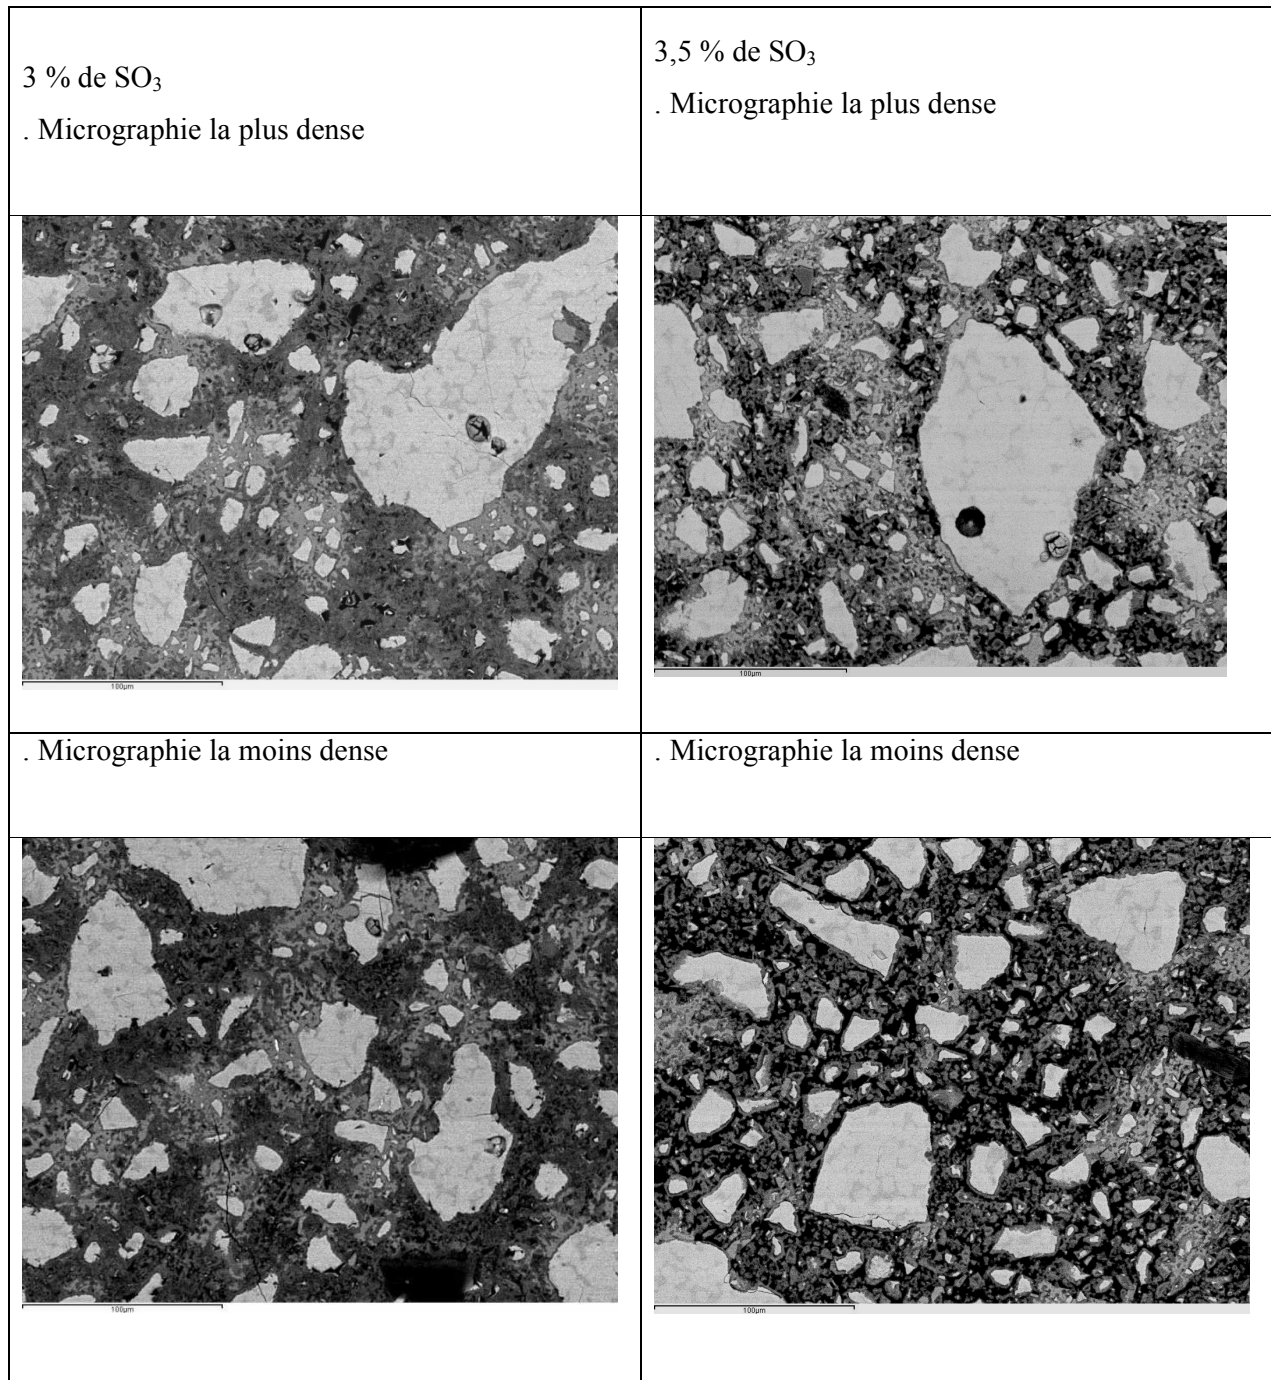 3 % de SO₃
. Micrographie la plus dense
3,5 % de SO₃
. Micrographie la plus dense
100µm
100µm
. Micrographie la moins dense
. Micrographie la moins dense
100µm
100µm